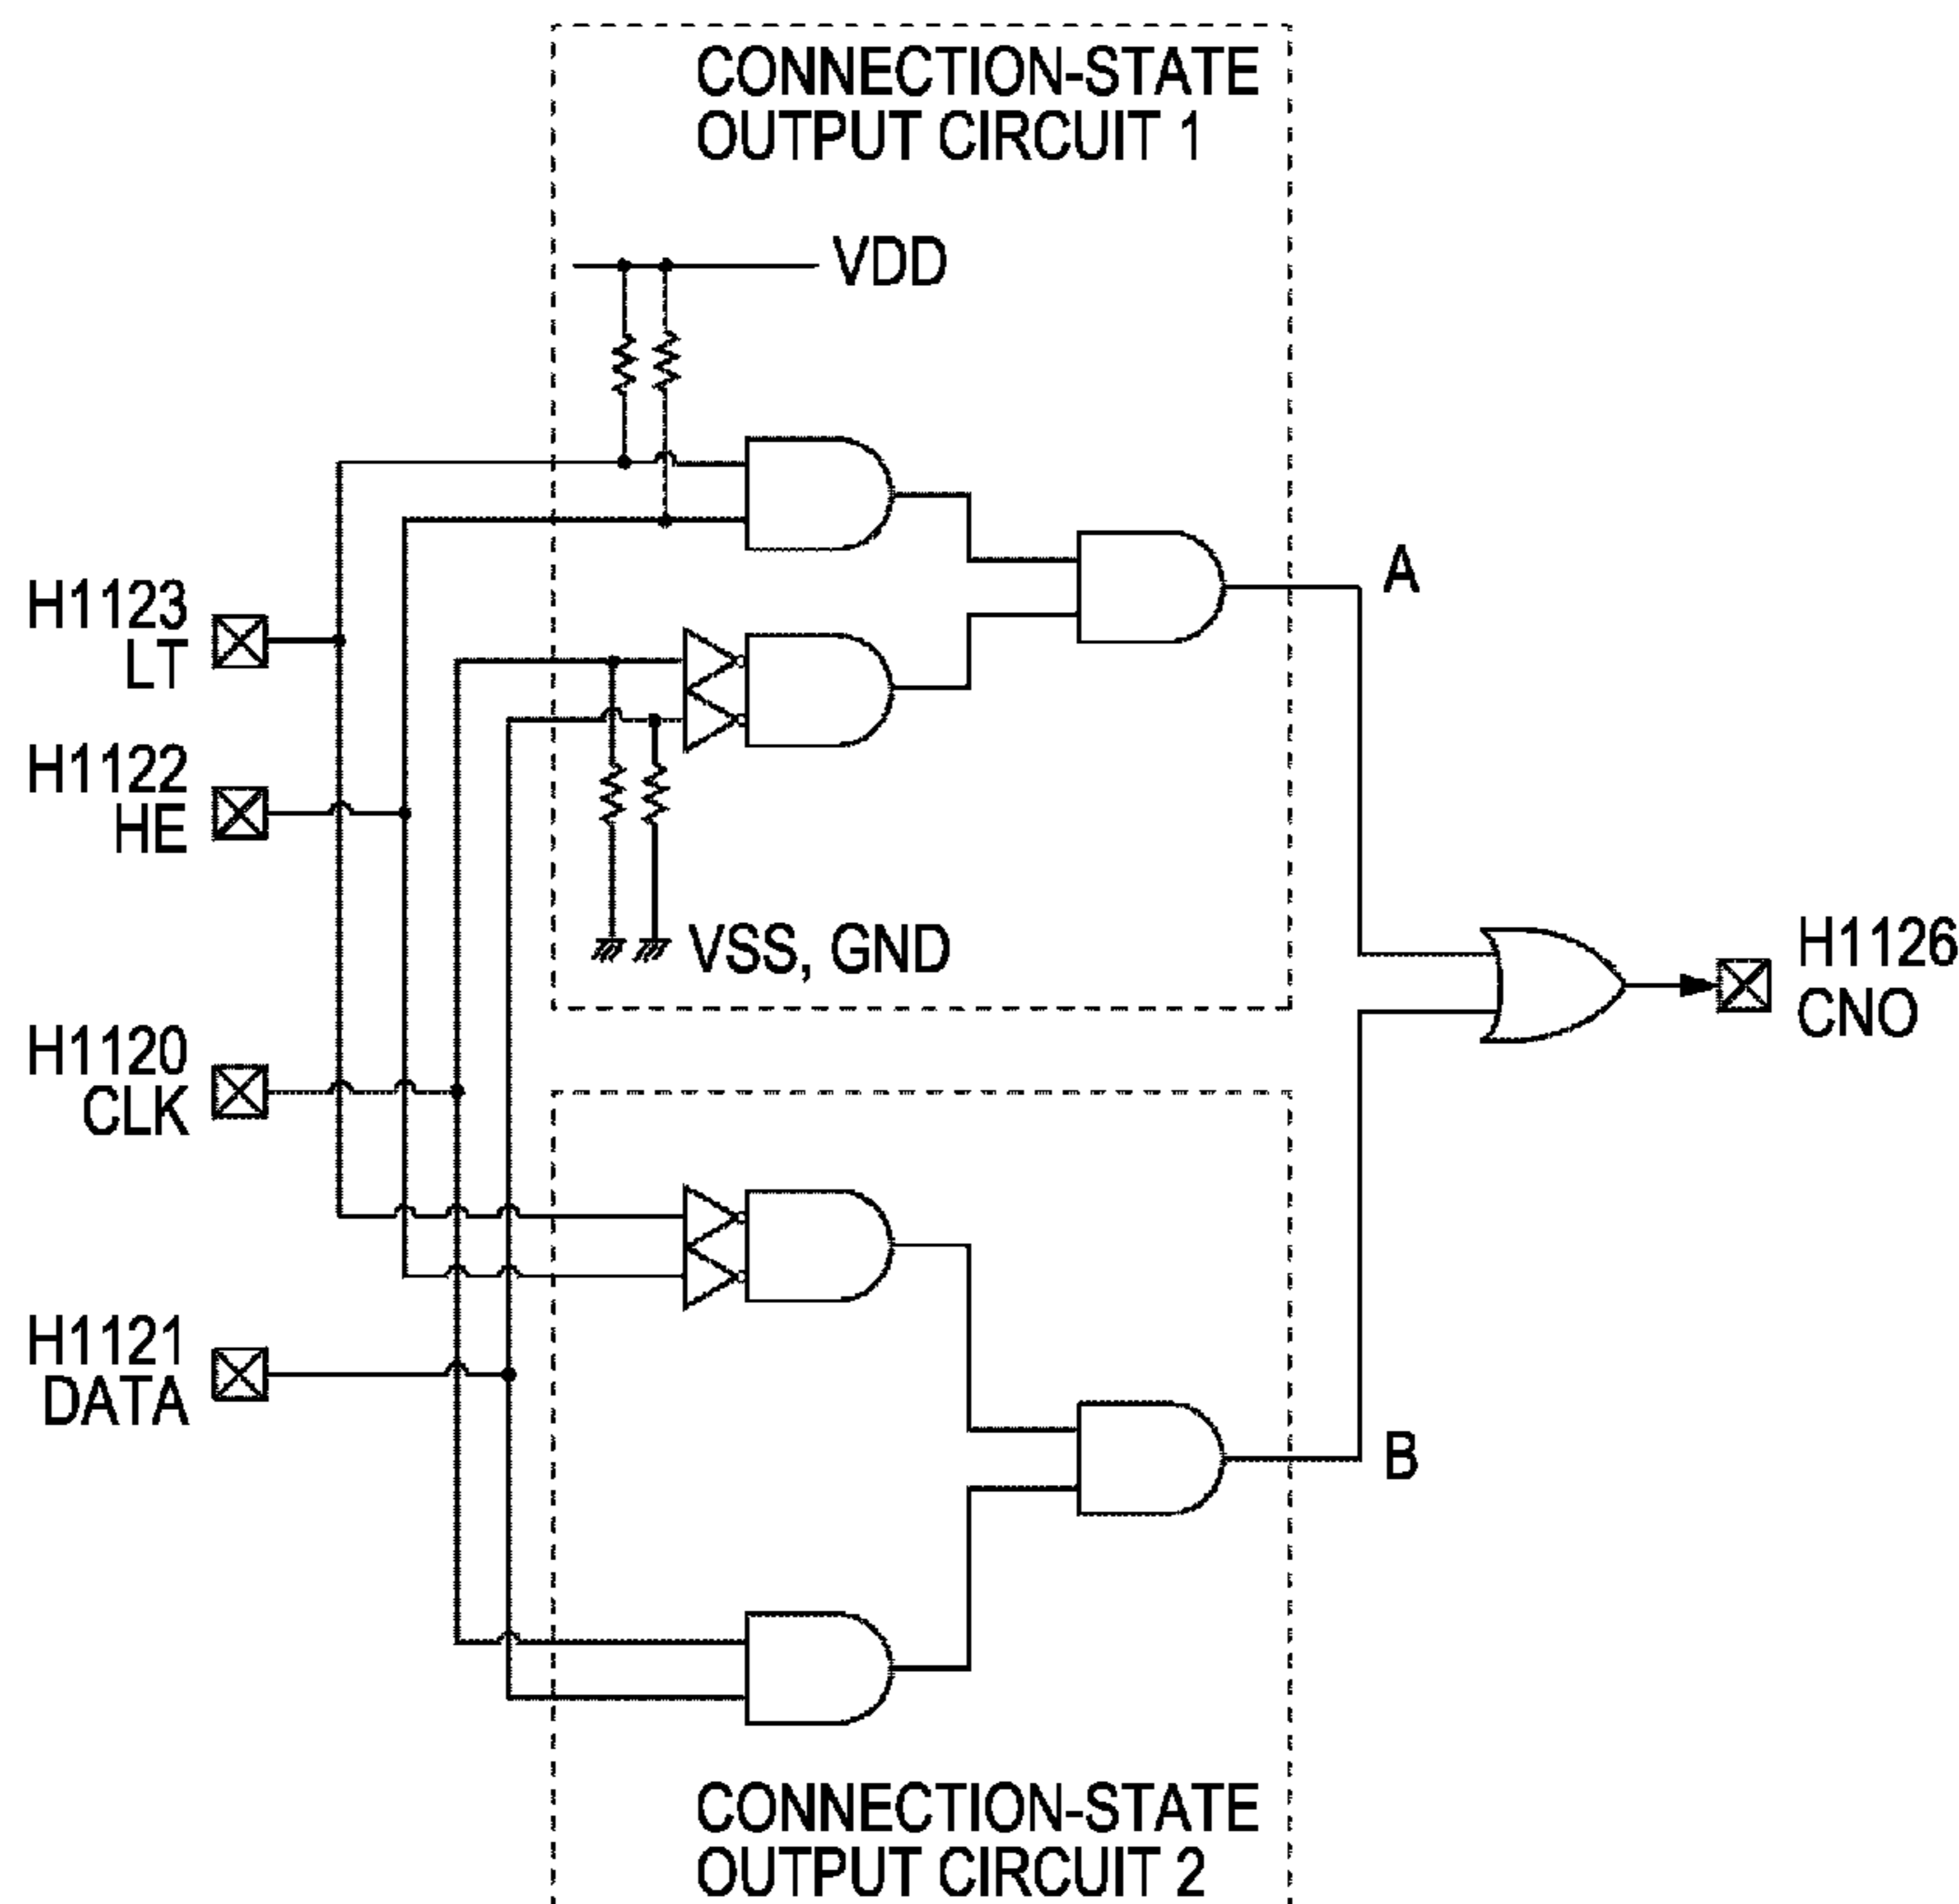 CONNECTION-STATE
OUTPUT CIRCUIT 1
VDD
H1123
LT
A
H1122
HE
VSS, GND
H1126
CNO
H1120
CLK
H1121
DATA
B
CONNECTION-STATE
OUTPUT CIRCUIT 2